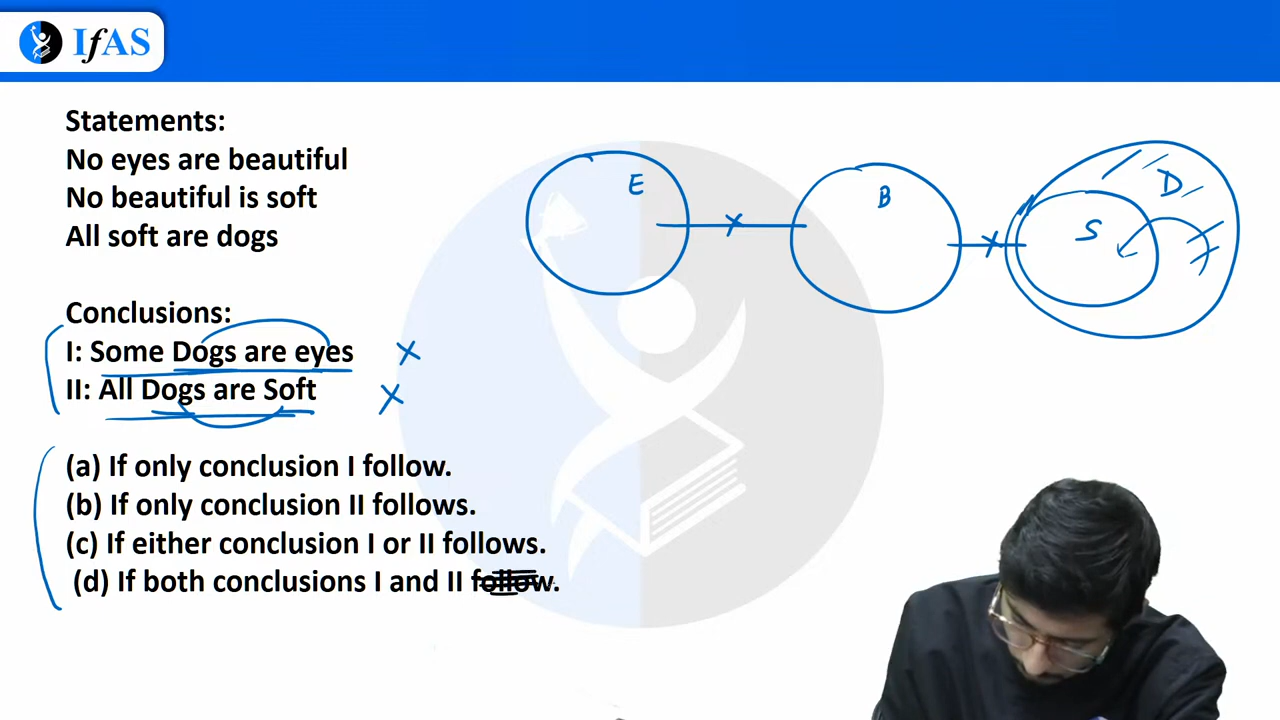 IfAS
Statements:
No eyes are beautiful
No beautiful is soft
All soft are dogs
E
B
S
D
Conclusions:
I: Some Dogs are eyes
II: All Dogs are Soft
(a) If only conclusion I follow.
(b) If only conclusion II follows.
(c) If either conclusion I or II follows.
(d) If both conclusions I and II follow.